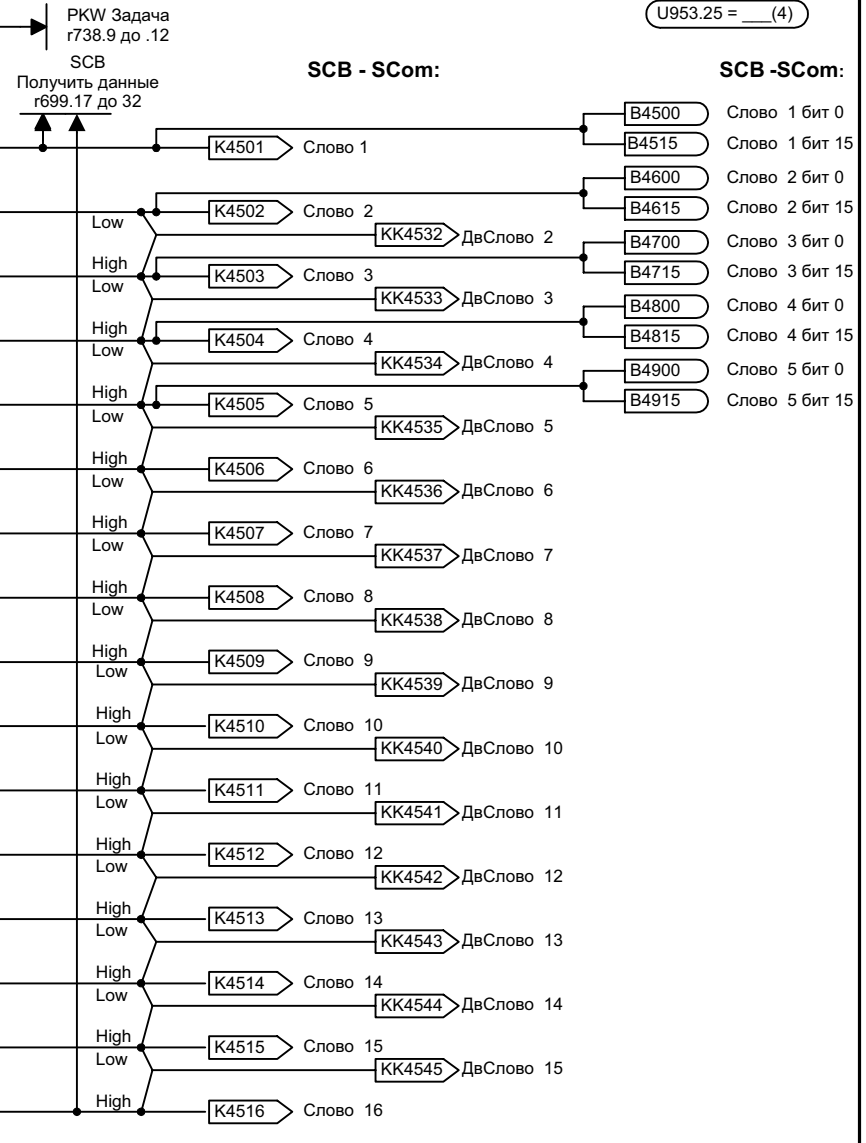 PKW Задача
r738.9 до .12
U953.25 = ___(4)
SCB
Получить данные
r699.17 до 32
SCB - SCom:
SCB -SCom:
B4500 Слово 1 бит 0
K4501 Слово 1
B4515 Слово 1 бит 15
B4600 Слово 2 бит 0
Low K4502 Слово 2
B4615 Слово 2 бит 15
KK4532 ДвСлово 2
B4700 Слово 3 бит 0
High
Low K4503 Слово 3
B4715 Слово 3 бит 15
KK4533 ДвСлово 3
B4800 Слово 4 бит 0
High
Low K4504 Слово 4
B4815 Слово 4 бит 15
KK4534 ДвСлово 4
B4900 Слово 5 бит 0
High
Low K4505 Слово 5
B4915 Слово 5 бит 15
KK4535 ДвСлово 5
High
Low K4506 Слово 6
KK4536 ДвСлово 6
High
Low K4507 Слово 7
KK4537 ДвСлово 7
High
Low K4508 Слово 8
KK4538 ДвСлово 8
High
Low K4509 Слово 9
KK4539 ДвСлово 9
High
Low K4510 Слово 10
KK4540 ДвСлово 10
High
Low K4511 Слово 11
KK4541 ДвСлово 11
High
Low K4512 Слово 12
KK4542 ДвСлово 12
High
Low K4513 Слово 13
KK4543 ДвСлово 13
High
Low K4514 Слово 14
KK4544 ДвСлово 14
High
Low K4515 Слово 15
KK4545 ДвСлово 15
High K4516 Слово 16